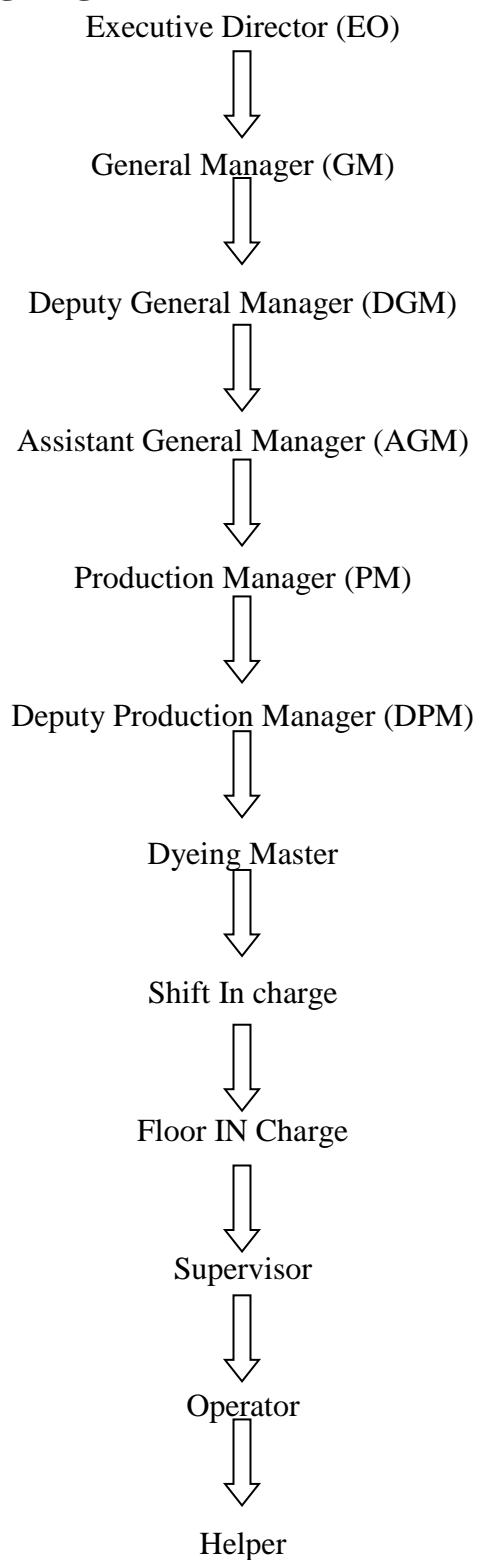 Executive Director (EO)
General Manager (GM)
Deputy General Manager (DGM)
Assistant General Manager (AGM)
Production Manager (PM)
Deputy Production Manager (DPM)
Dyeing Master
Shift In charge
Floor IN Charge
Supervisor
Operator
Helper